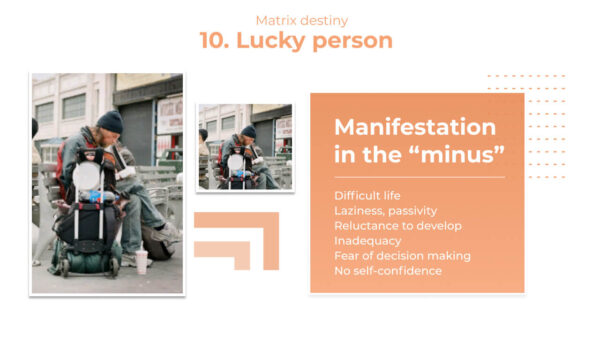 Matrix destiny
10. Lucky person
Manifestation
in the “minus”
Difficult life
Laziness, passivity
Reluctance to develop
Inadequacy
Fear of decision making
No self-confidence